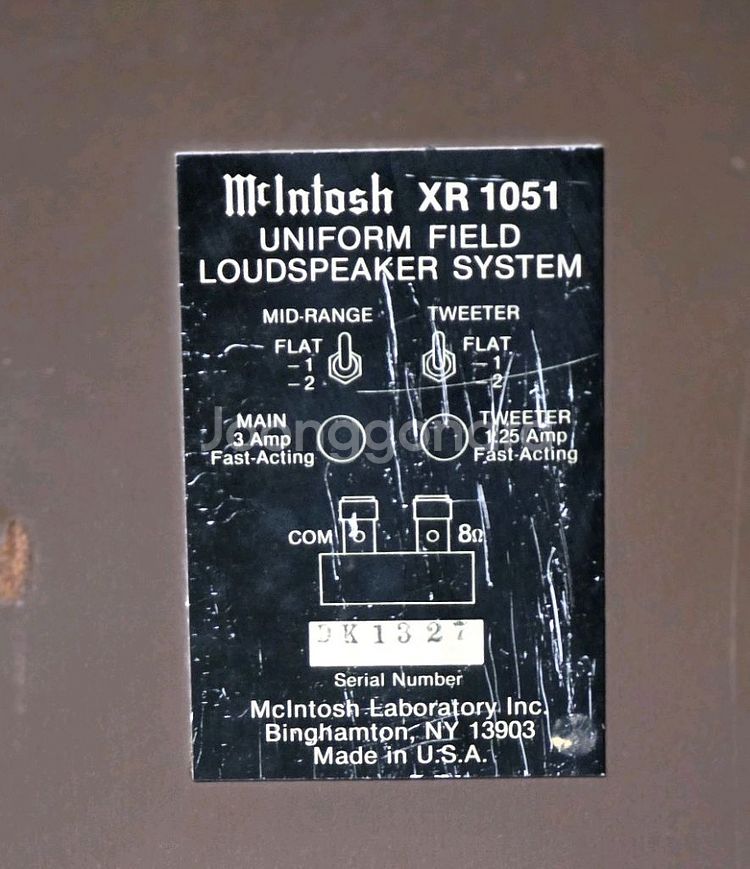 McIntosh XR 1051
UNIFORM FIELD
LOUDSPEAKER SYSTEM
MID-RANGE TWEETER
FLAT FLAT
-1 -1
-2 -2
MAIN TWEETER
3 Amp 1.25 Amp
Fast-Acting Fast-Acting
Joonggonara
COM 8Ω
DK1327
Serial Number
McIntosh Laboratory Inc.
Binghamton, NY 13903
Made in U.S.A.